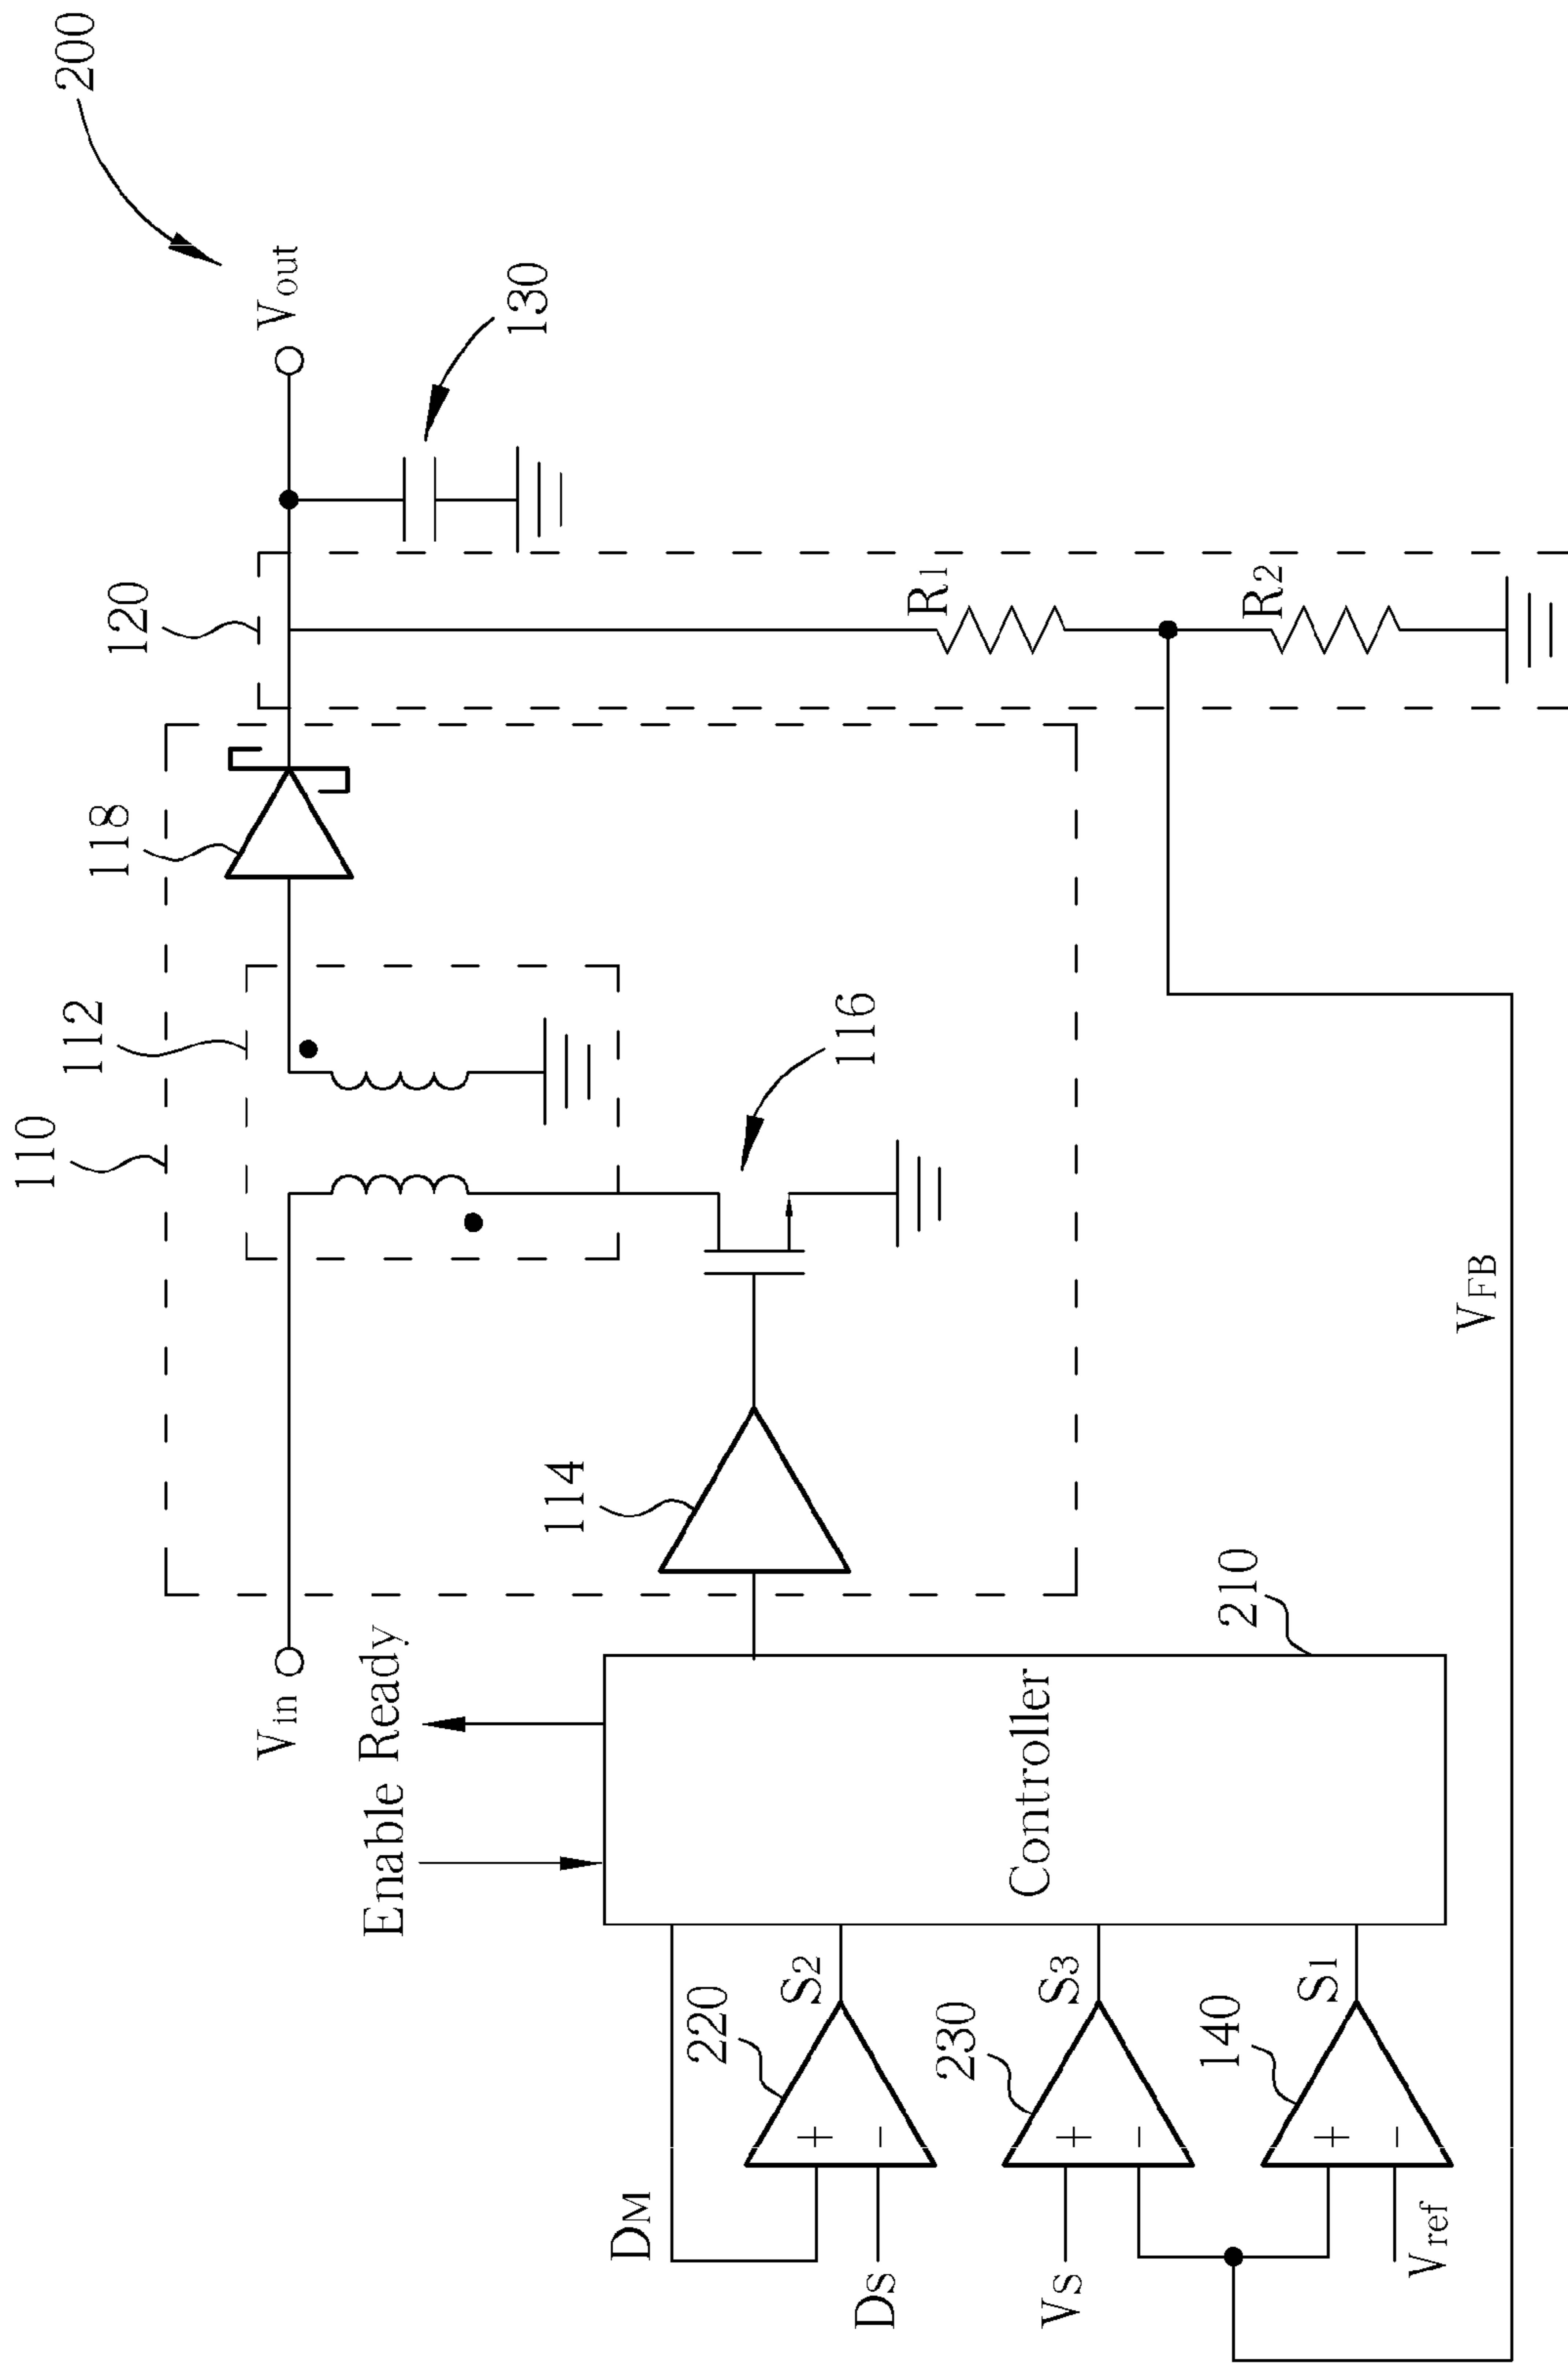 200
110
112
118
120
Vin
Vout
130
Enable Ready
114
116
R1
DM
220
S2
DS
Controller
VS
230
S3
210
R2
140
S1
Vref
VFB
+
−
+
−
+
−